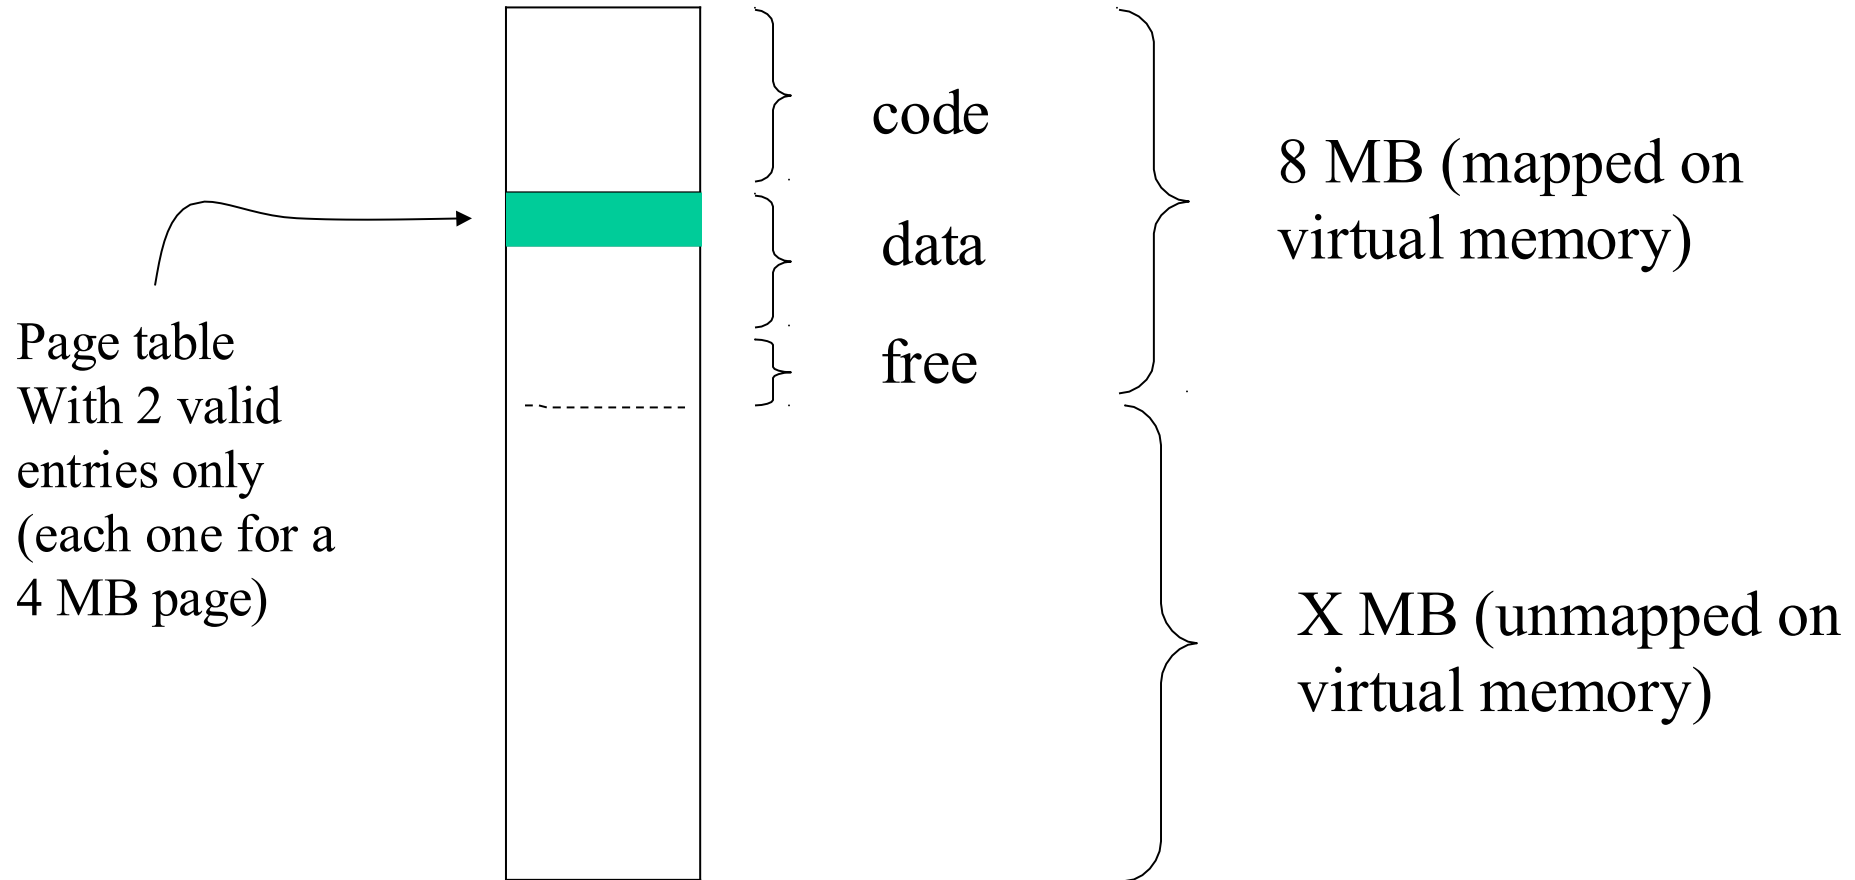 code
8 MB (mapped on
virtual memory)
data
free
Page table
With 2 valid
entries only
(each one for a
4 MB page)
X MB (unmapped on
virtual memory)